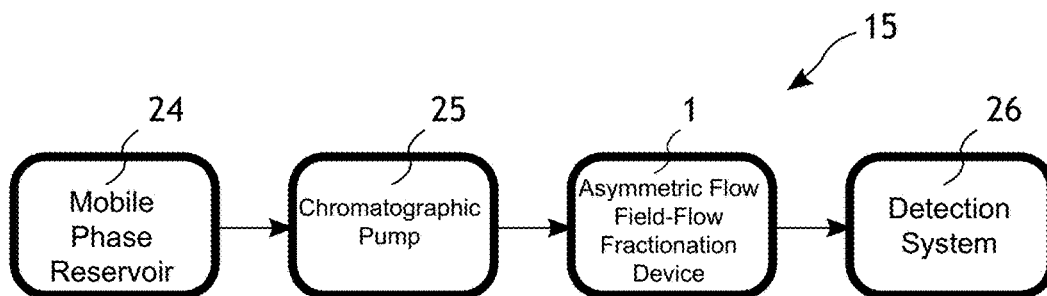 15
24
25
1
26
Mobile
Phase
Reservoir
Chromatographic
Pump
Asymmetric Flow
Field-Flow
Fractionation
Device
Detection
System